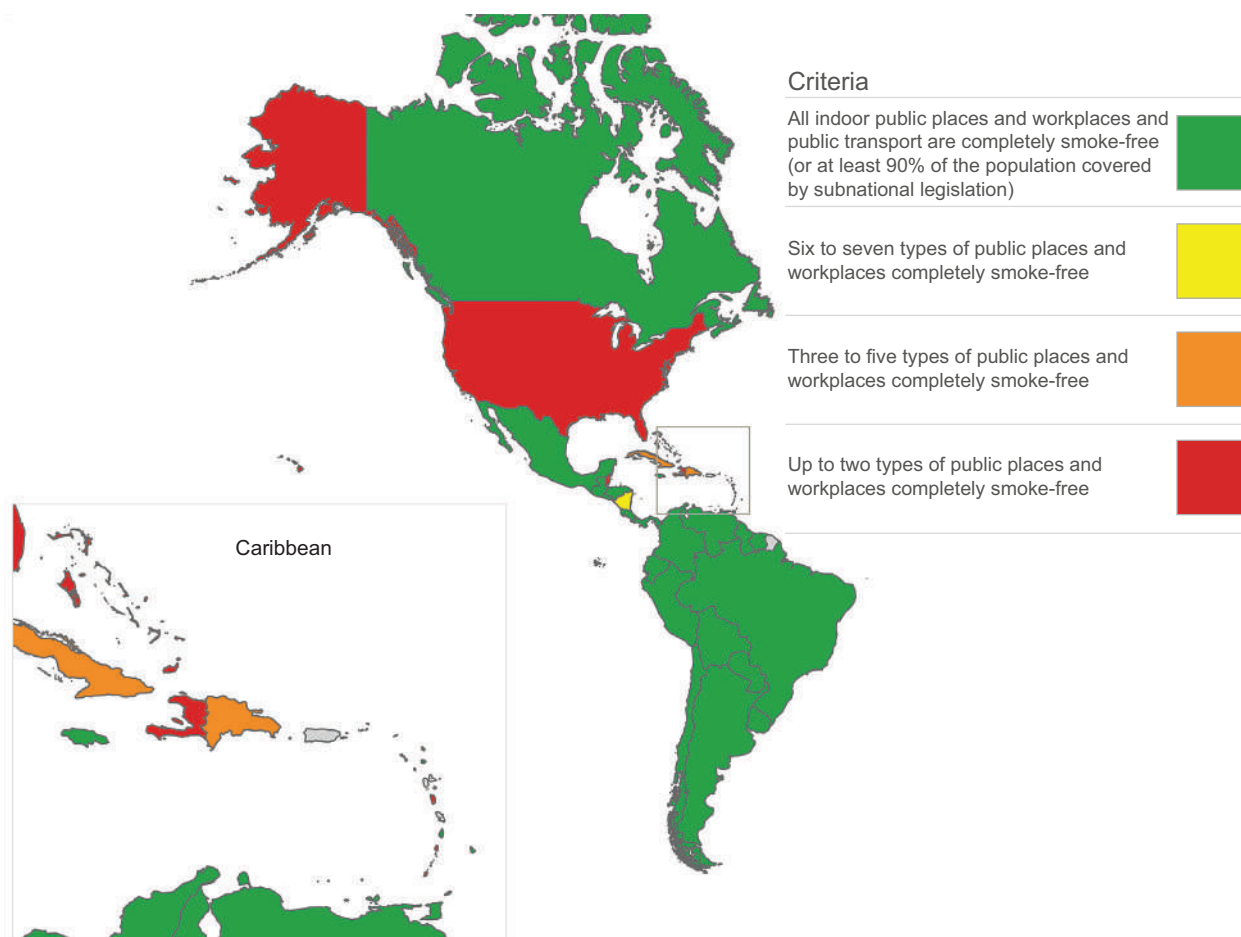 Criteria
All indoor public places and workplaces and
public transport are completely smoke-free
(or at least 90% of the population covered
by subnational legislation)
Six to seven types of public places and
workplaces completely smoke-free
Three to five types of public places and
workplaces completely smoke-free
Up to two types of public places and
workplaces completely smoke-free
Caribbean